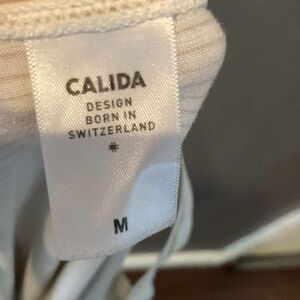 CALIDA
DESIGN
BORN IN
SWITZERLAND
#
M